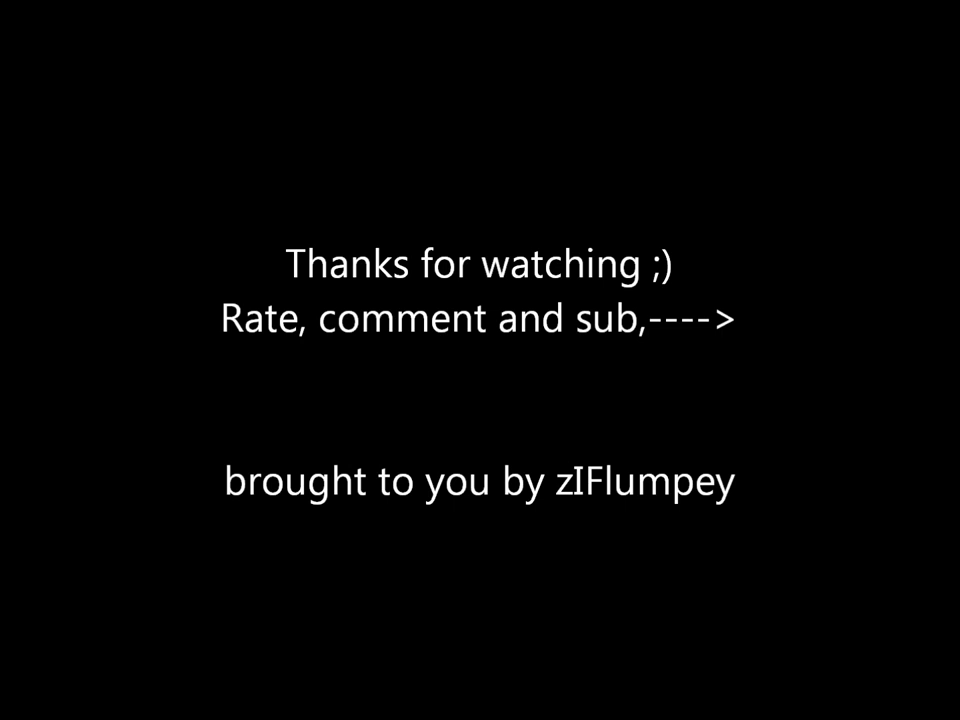 Thanks for watching ;)
Rate, comment and sub,---->
brought to you by zIFlumpey